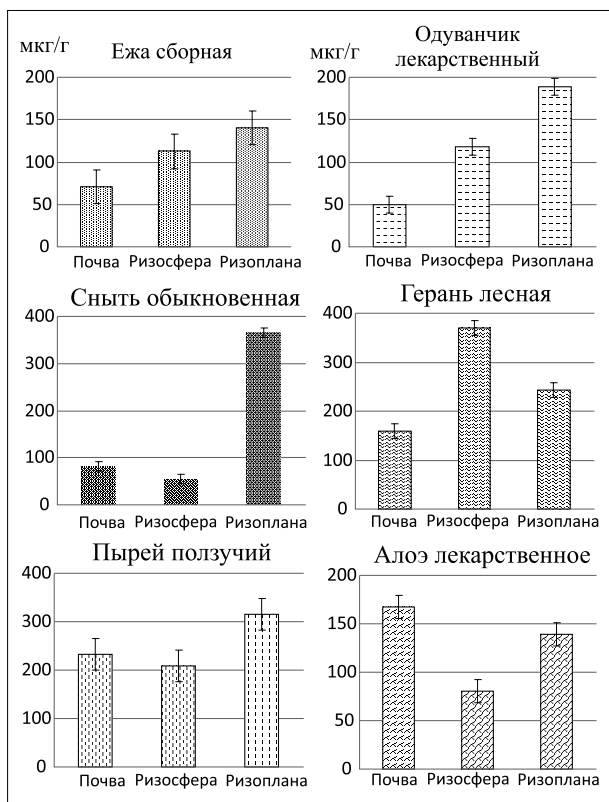 мкг/г
Ежа сборная
200
150
100
50
0
Почва Ризосфера Ризоплана
Одуванчик
лекарственный
200
150
100
50
0
Почва Ризосфера Ризоплана
Сныть обыкновенная
400
300
200
100
0
Почва Ризосфера Ризоплана
Герань лесная
400
300
200
100
0
Почва Ризосфера Ризоплана
Пырей ползучий
400
300
200
100
0
Почва Ризосфера Ризоплана
Алоэ лекарственное
200
150
100
50
0
Почва Ризосфера Ризоплана